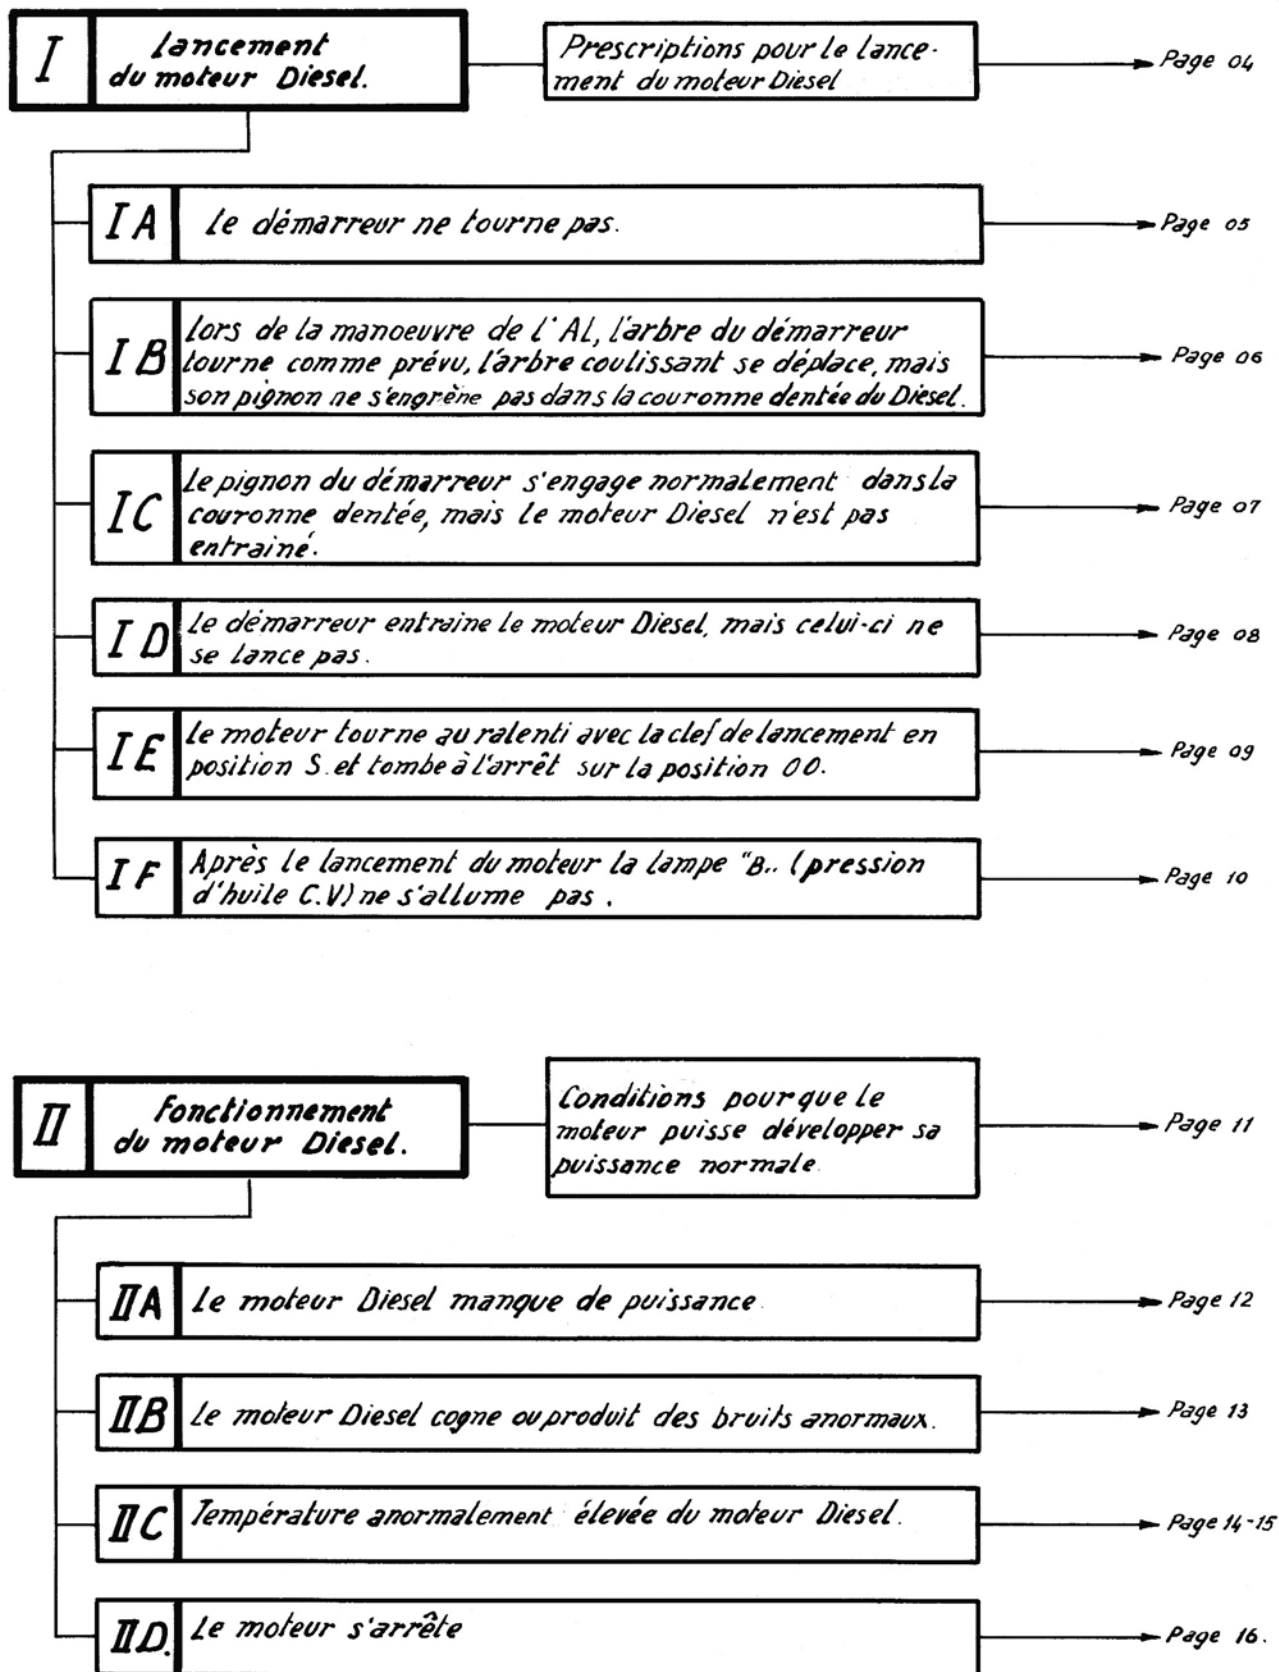 I
Lancement
du moteur Diesel.
Prescriptions pour le lance-
ment du moteur Diesel
Page 04
I A
Le démarreur ne tourne pas.
Page 05
I B
Lors de la manoeuvre de l'AL, l'arbre du démarreur
tourne comme prévu, l'arbre coulissant se déplace, mais
son pignon ne s'engrène pas dans la couronne dentée du Diesel.
Page 06
I C
Le pignon du démarreur s'engage normalement dans la
couronne dentée, mais le moteur Diesel n'est pas
entrainé.
Page 07
I D
Le démarreur entraine le moteur Diesel, mais celui-ci ne
se lance pas.
Page 08
I E
Le moteur tourne au ralenti avec la clef de lancement en
position S. et tombe à l'arrêt sur la position 00.
Page 09
I F
Après le lancement du moteur la lampe "B„ (pression
d'huile C.V) ne s'allume pas.
Page 10
II
Fonctionnement
du moteur Diesel.
Conditions pour que le
moteur puisse développer sa
puissance normale.
Page 11
II A
Le moteur Diesel manque de puissance.
Page 12
II B
Le moteur Diesel cogne ou produit des bruits anormaux.
Page 13
II C
Température anormalement élevée du moteur Diesel.
Page 14-15
II D.
Le moteur s'arrête
Page 16.